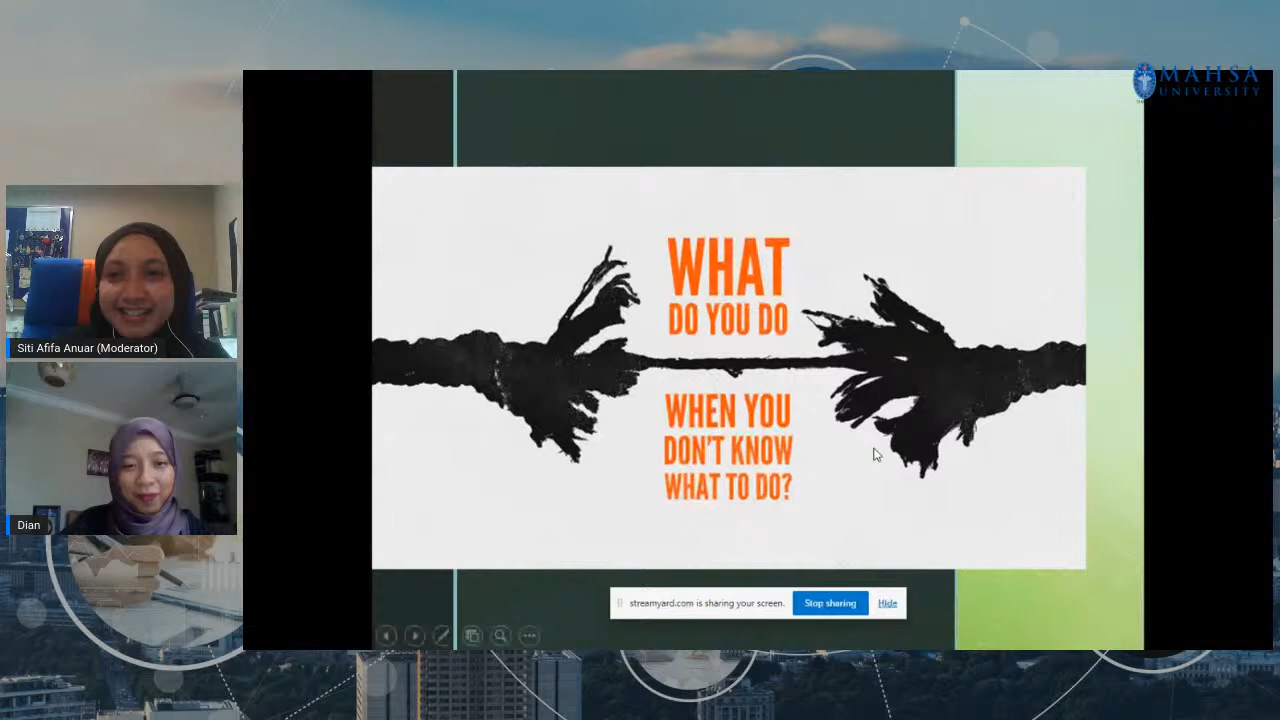 MAHSA
UNIVERSITY
Siti Afifa Anuar (Moderator)
Dian
WHAT
DO YOU DO
WHEN YOU
DON'T KNOW
WHAT TO DO?
streamyard.com is sharing your screen.
Stop sharing
Hide